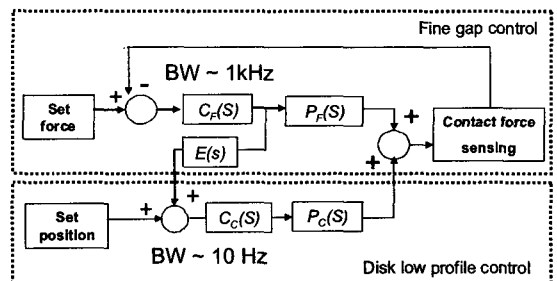 Fine gap control
BW ~ 1kHz
-
+
Set
force
C_F(S)
P_F(S)
+
+
Contact force
sensing
E(s)
+
+
Set
position
C_C(S)
P_C(S)
BW ~ 10 Hz
Disk low profile control